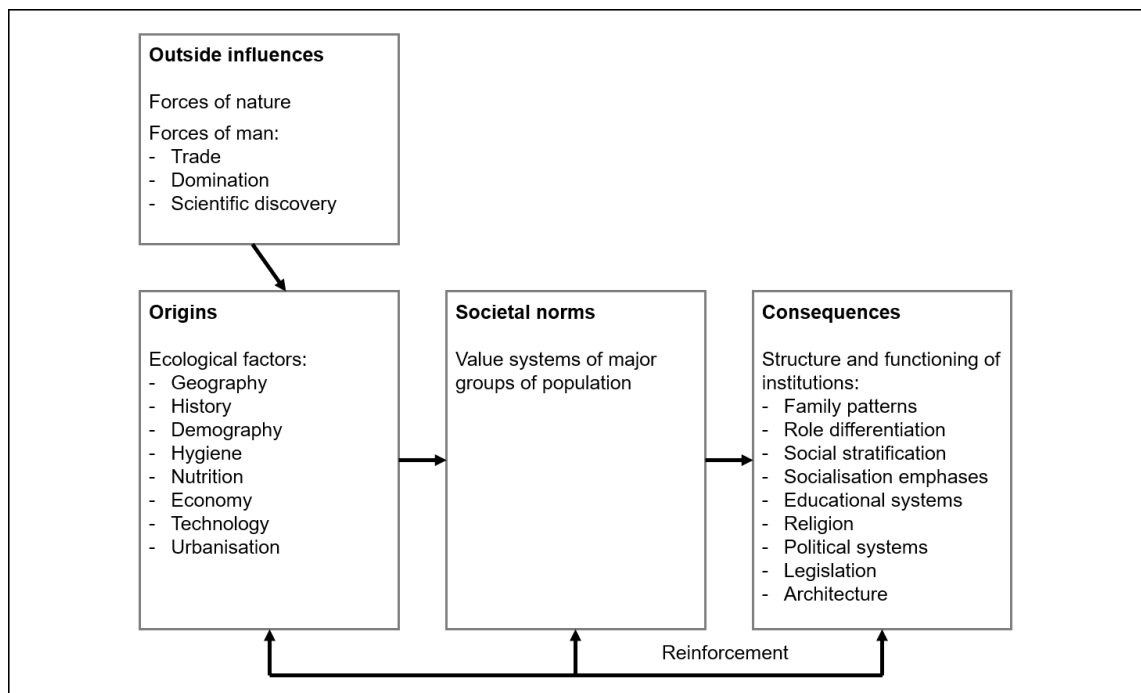 Outside influences
Forces of nature
Forces of man:
- Trade
- Domination
- Scientific discovery
Origins
Ecological factors:
- Geography
- History
- Demography
- Hygiene
- Nutrition
- Economy
- Technology
- Urbanisation
Societal norms
Value systems of major
groups of population
Consequences
Structure and functioning of
institutions:
- Family patterns
- Role differentiation
- Social stratification
- Socialisation emphases
- Educational systems
- Religion
- Political systems
- Legislation
- Architecture
Reinforcement